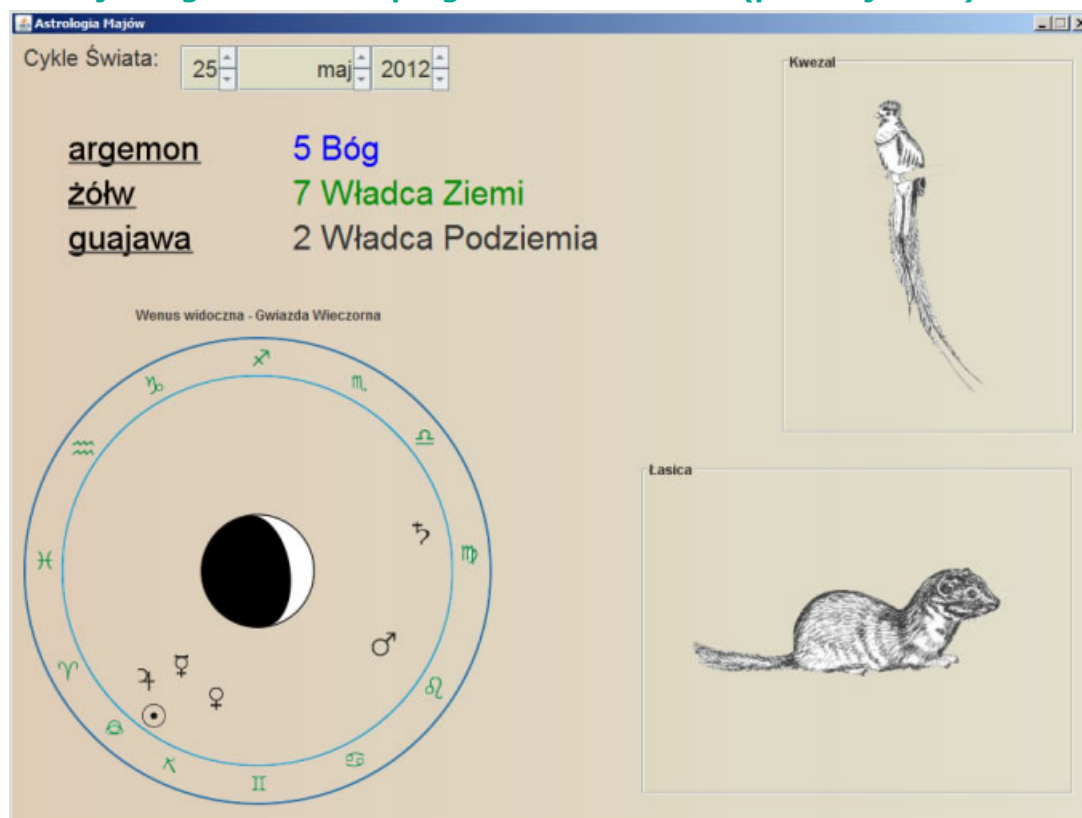 Astrologia Majów
Cykle Świata: 25 maj 2012
Kwezal
argemon 5 Bóg
żółw 7 Władca Ziemi
guajawa 2 Władca Podziemia
Wenus widoczna - Gwiazda Wieczorna
Łasica